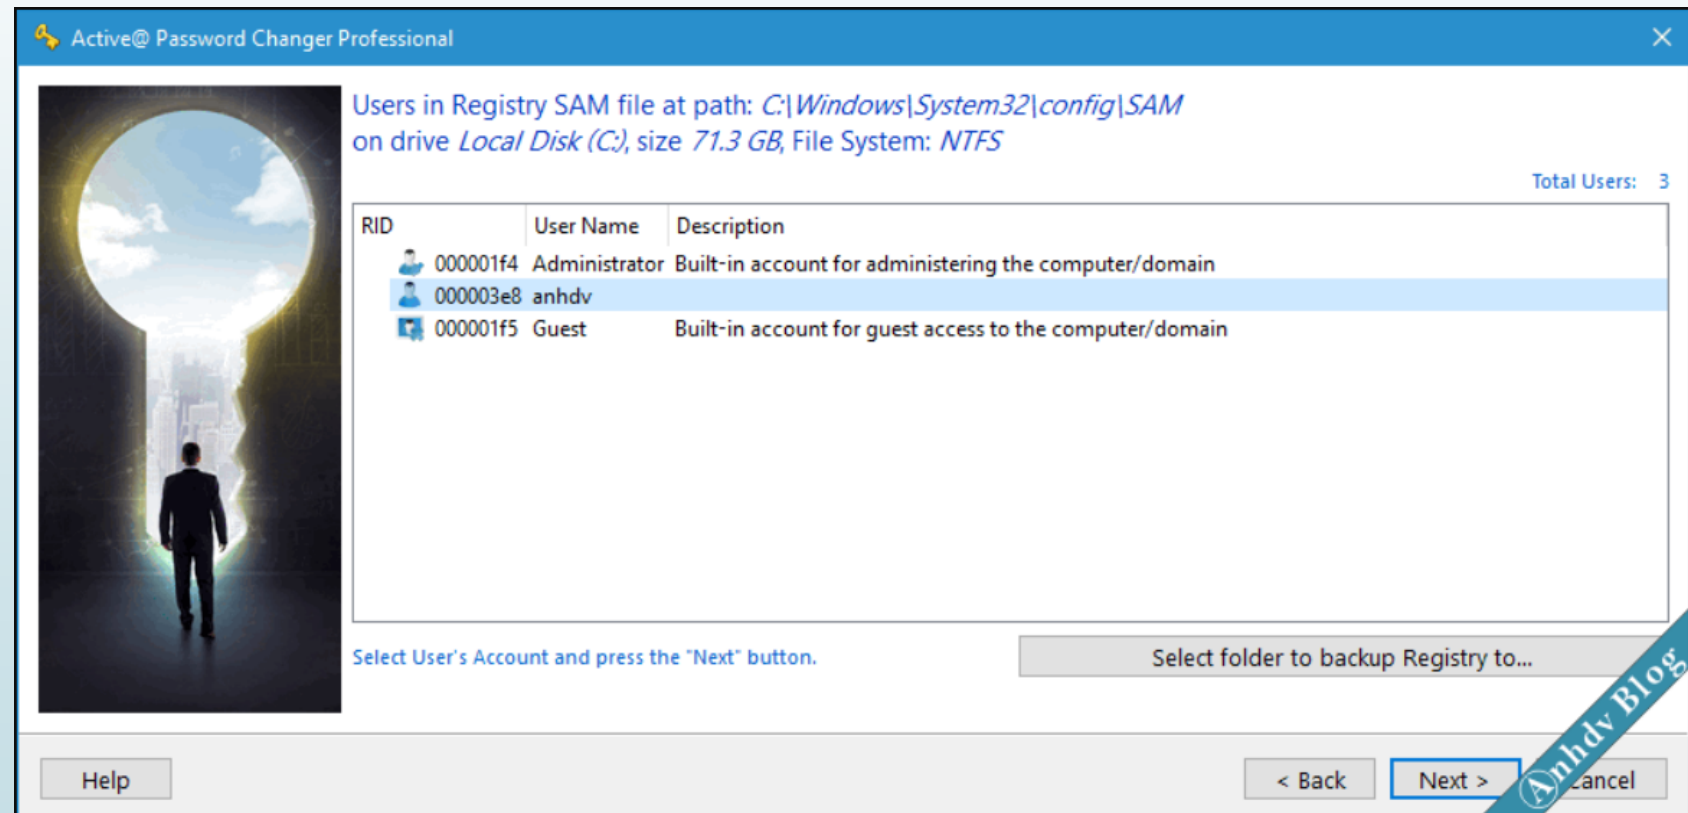 Active@ Password Changer Professional
Users in Registry SAM file at path: C:\Windows\System32\config\SAM
on drive Local Disk (C:), size 71.3 GB, File System: NTFS
Total Users: 3
RID User Name Description
000001f4 Administrator Built-in account for administering the computer/domain
000003e8 anhdv
000001f5 Guest Built-in account for guest access to the computer/domain
Select User's Account and press the "Next" button.
Select folder to backup Registry to...
Help
< Back
Next >
Cancel
Anhdv Blog